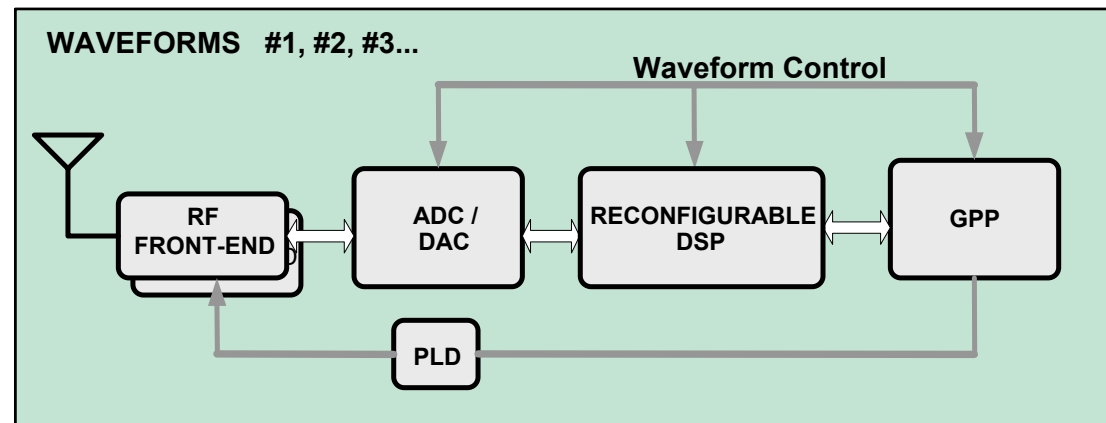 WAVEFORMS #1, #2, #3...
Waveform Control
RF
FRONT-END
ADC /
DAC
RECONFIGURABLE
DSP
GPP
PLD